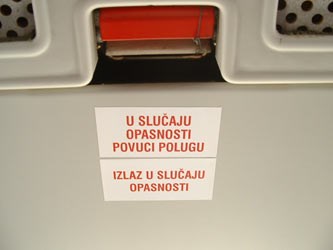 U SLUČAJU
OPASNOSTI
POVUCI POLUGU
IZLAZ U SLUČAJU
OPASNOSTI